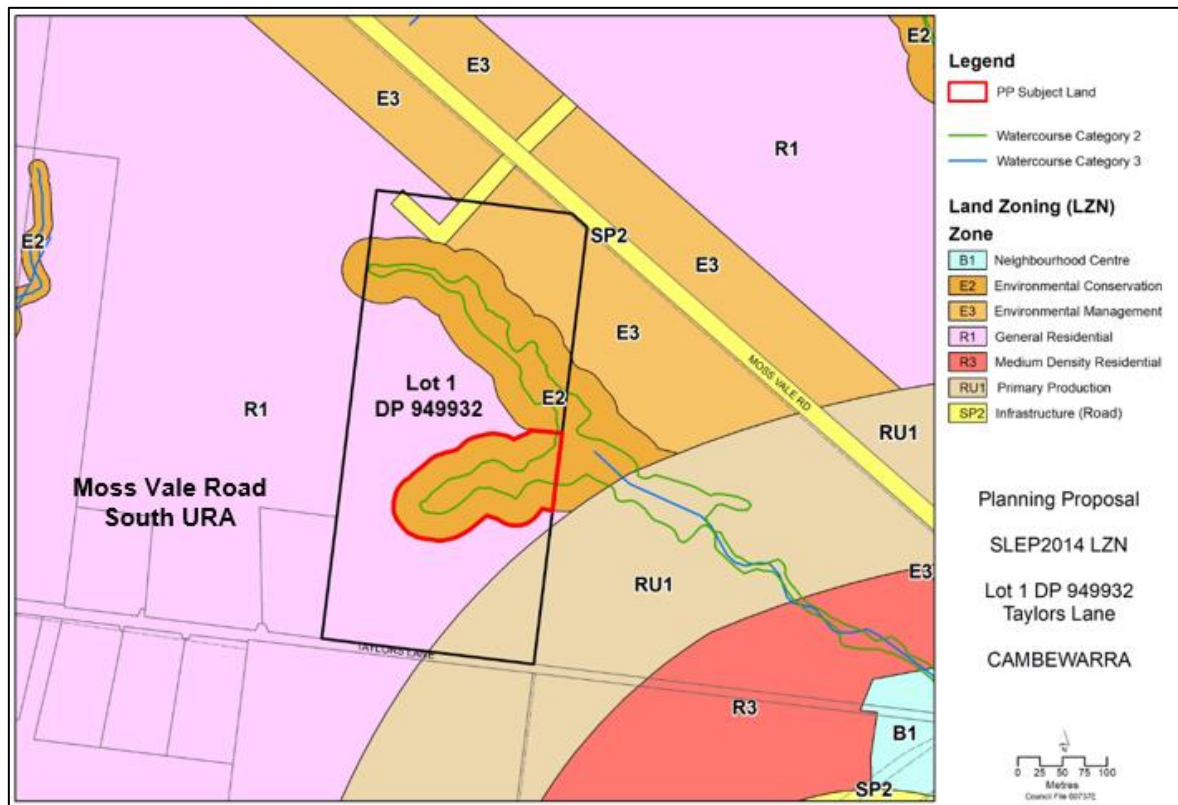 E3
E2
E3
R1
E2
SP2
E3
E3
MOSS VALE RD
Lot 1
DP 949932
E2
R1
RU1
Moss Vale Road
South URA
RU1
E3
TAYLORS LANE
R3
B1
SP2
Legend
PP Subject Land
Watercourse Category 2
Watercourse Category 3
Land Zoning (LZN)
Zone
B1 Neighbourhood Centre
E2 Environmental Conservation
E3 Environmental Management
R1 General Residential
R3 Medium Density Residential
RU1 Primary Production
SP2 Infrastructure (Road)
Planning Proposal
SLEP2014 LZN
Lot 1 DP 949932
Taylors Lane
CAMBEWARRA
N
0 25 50 75 100
Metres